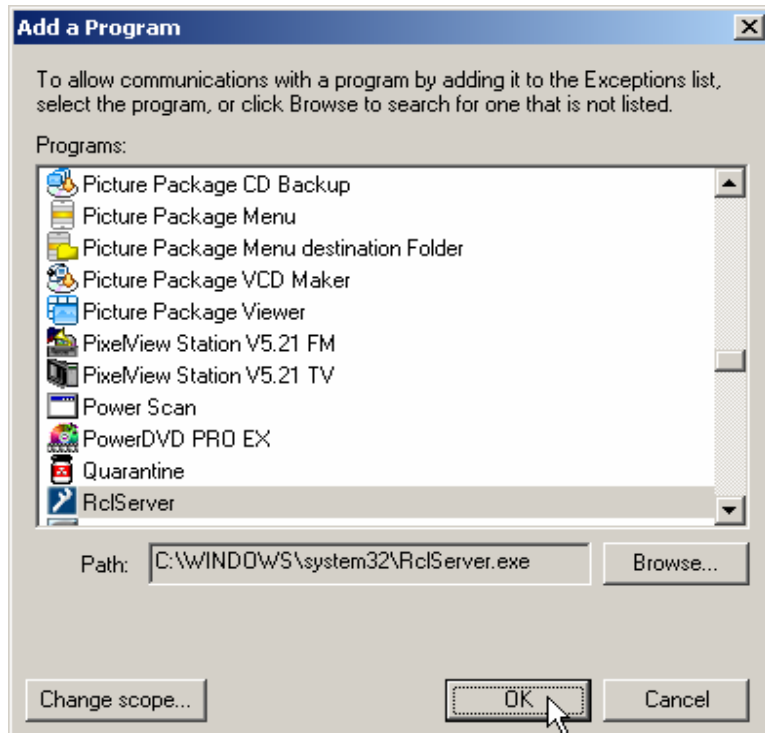 Add a Program
To allow communications with a program by adding it to the Exceptions list,
select the program, or click Browse to search for one that is not listed.
Programs:
Picture Package CD Backup
Picture Package Menu
Picture Package Menu destination Folder
Picture Package VCD Maker
Picture Package Viewer
PixelView Station V5.21 FM
PixelView Station V5.21 TV
Power Scan
PowerDVD PRO EX
Quarantine
RclServer
Path: C:\WINDOWS\system32\RclServer.exe Browse...
Change scope... OK Cancel